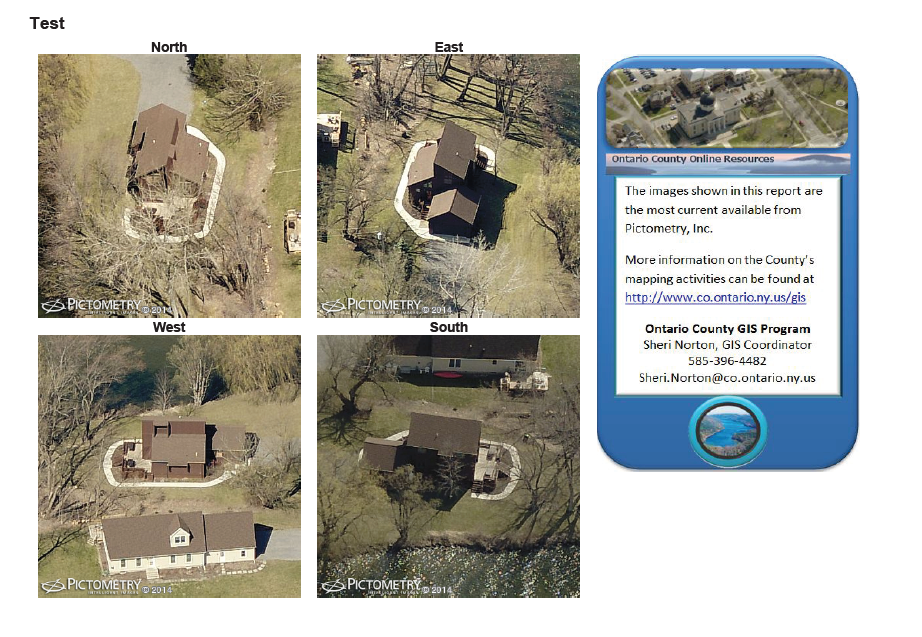 Test
North
East
PICTOMETRY
© 2014
PICTOMETRY
© 2014
West
South
PICTOMETRY
© 2014
PICTOMETRY
© 2014
Ontario County Online Resources
The images shown in this report are
the most current available from
Pictometry, Inc.
More information on the County's
mapping activities can be found at
http://www.co.ontario.ny.us/gis
Ontario County GIS Program
Sheri Norton, GIS Coordinator
585-396-4482
Sheri.Norton@co.ontario.ny.us